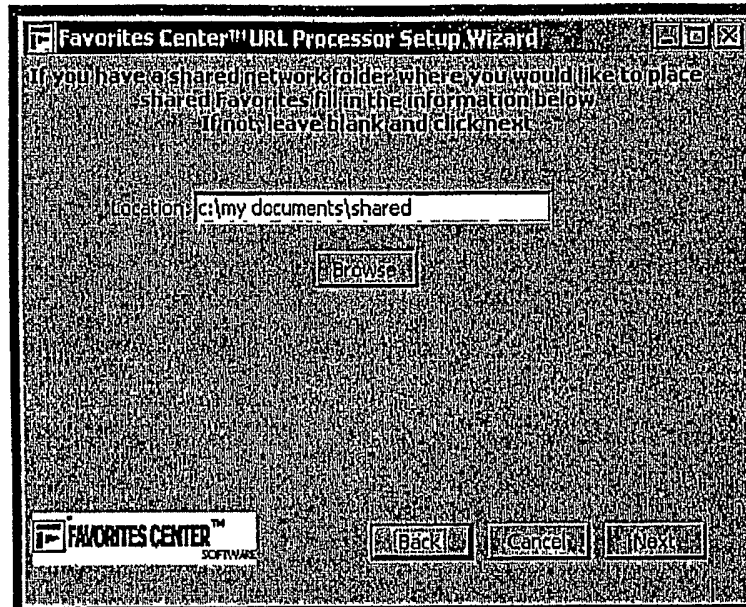 Favorites Center™ URL Processor Setup Wizard
If you have a shared network folder where you would like to place
shared Favorites fill in the information below
If not, leave blank and click next
Location: c:\my documents\shared
Browse
FAVORITES CENTER™
SOFTWARE
Back Cancel Next